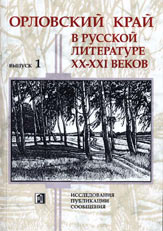 ОРЛОВСКИЙ КРАЙ
В РУССКОЙ
ЛИТЕРАТУРЕ
ВЫПУСК 1
XX-XXI ВЕКОВ
ИССЛЕДОВАНИЯ
ПУБЛИКАЦИИ
СООБЩЕНИЯ